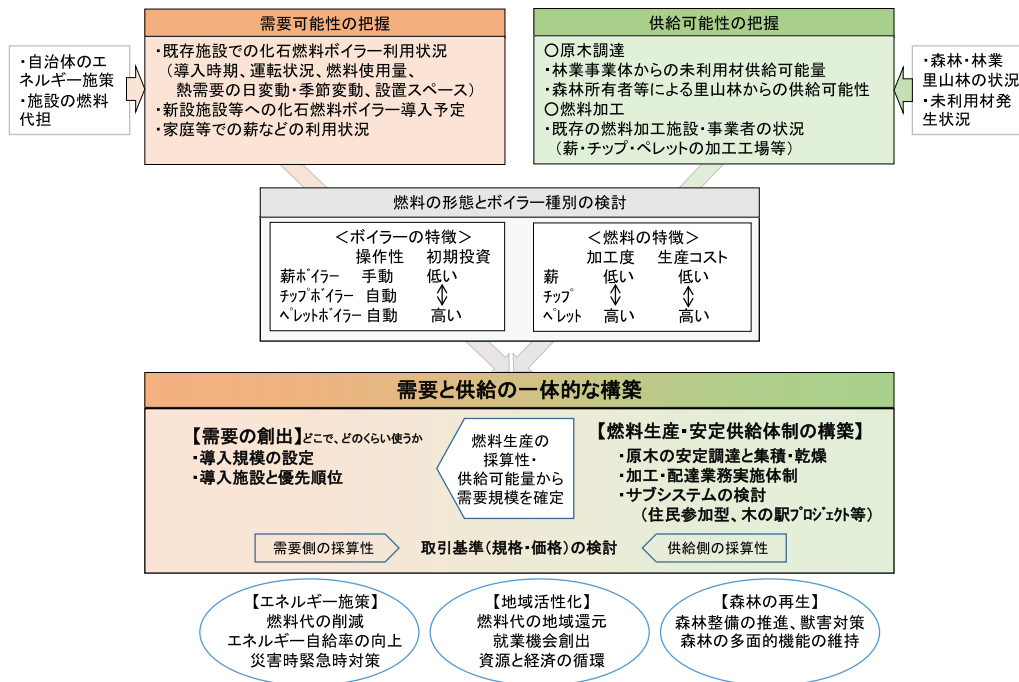 需要可能性の把握
・既存施設での化石燃料ボイラー利用状況
（導入時期、運転状況、燃料使用量、
熱需要の日変動・季節変動、設置スペース）
・新設施設等への化石燃料ボイラー導入予定
・家庭等での薪などの利用状況
・自治体のエ
ネルギー施策
・施設の燃料
代担
供給可能性の把握
○原木調達
・林業事業体からの未利用材供給可能量
・森林所有者等による里山林からの供給可能性
○燃料加工
・既存の燃料加工施設・事業者の状況
（薪・チップ・ペレットの加工工場等）
・森林・林業
里山林の状況
・未利用材発
生状況
燃料の形態とボイラー種別の検討
＜ボイラーの特徴＞
操作性 初期投資
薪ボイラー 手動 低い
チップボイラー 自動 ↕
ペレットボイラー 自動 高い
＜燃料の特徴＞
加工度 生産コスト
薪 低い 低い
チップ ↕ ↕
ペレット 高い 高い
需要と供給の一体的な構築
【需要の創出】どこで、どのくらい使うか
・導入規模の設定
・導入施設と優先順位
燃料生産の
採算性・
供給可能量から
需要規模を確定
【燃料生産・安定供給体制の構築】
・原木の安定調達と集積・乾燥
・加工・配達業務実施体制
・サブシステムの検討
（住民参加型、木の駅プロジェクト等）
需要側の採算性 取引基準（規格・価格）の検討 供給側の採算性
【エネルギー施策】
燃料代の削減
エネルギー自給率の向上
災害時緊急時対策
【地域活性化】
燃料代の地域還元
就業機会創出
資源と経済の循環
【森林の再生】
森林整備の推進、獣害対策
森林の多面的機能の維持